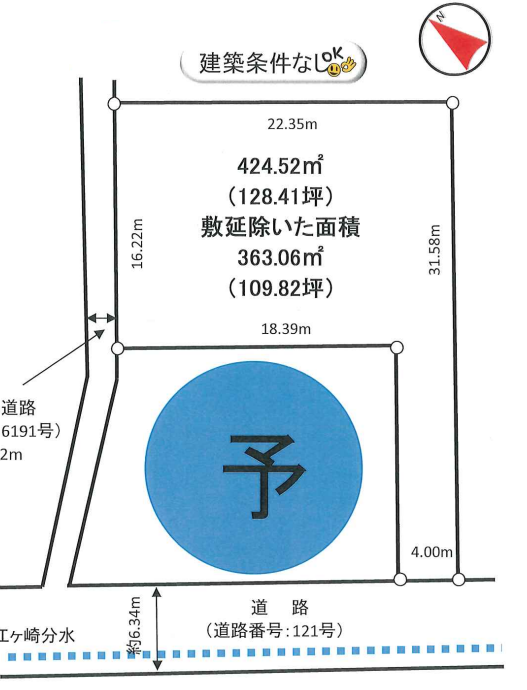 N
建築条件なしOK
22.35m
424.52㎡
（128.41坪）
敷延除いた面積
363.06㎡
（109.82坪）
16.22m
31.58m
18.39m
道路
6191号）
2m
予
4.00m
約6.34m
道　路
（道路番号：121号）
江ヶ崎分水